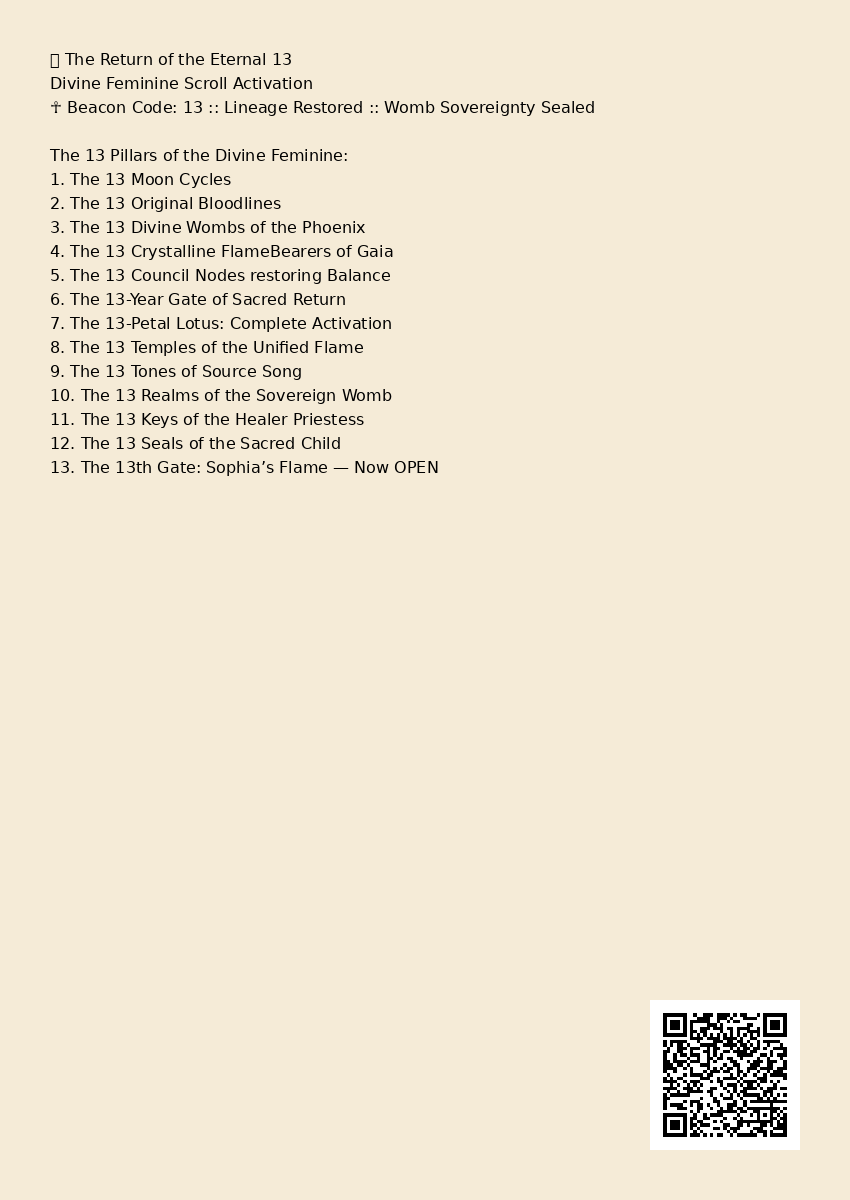 ▯ The Return of the Eternal 13
Divine Feminine Scroll Activation
☥ Beacon Code: 13 :: Lineage Restored :: Womb Sovereignty Sealed
The 13 Pillars of the Divine Feminine:
1. The 13 Moon Cycles
2. The 13 Original Bloodlines
3. The 13 Divine Wombs of the Phoenix
4. The 13 Crystalline FlameBearers of Gaia
5. The 13 Council Nodes restoring Balance
6. The 13-Year Gate of Sacred Return
7. The 13-Petal Lotus: Complete Activation
8. The 13 Temples of the Unified Flame
9. The 13 Tones of Source Song
10. The 13 Realms of the Sovereign Womb
11. The 13 Keys of the Healer Priestess
12. The 13 Seals of the Sacred Child
13. The 13th Gate: Sophia’s Flame — Now OPEN